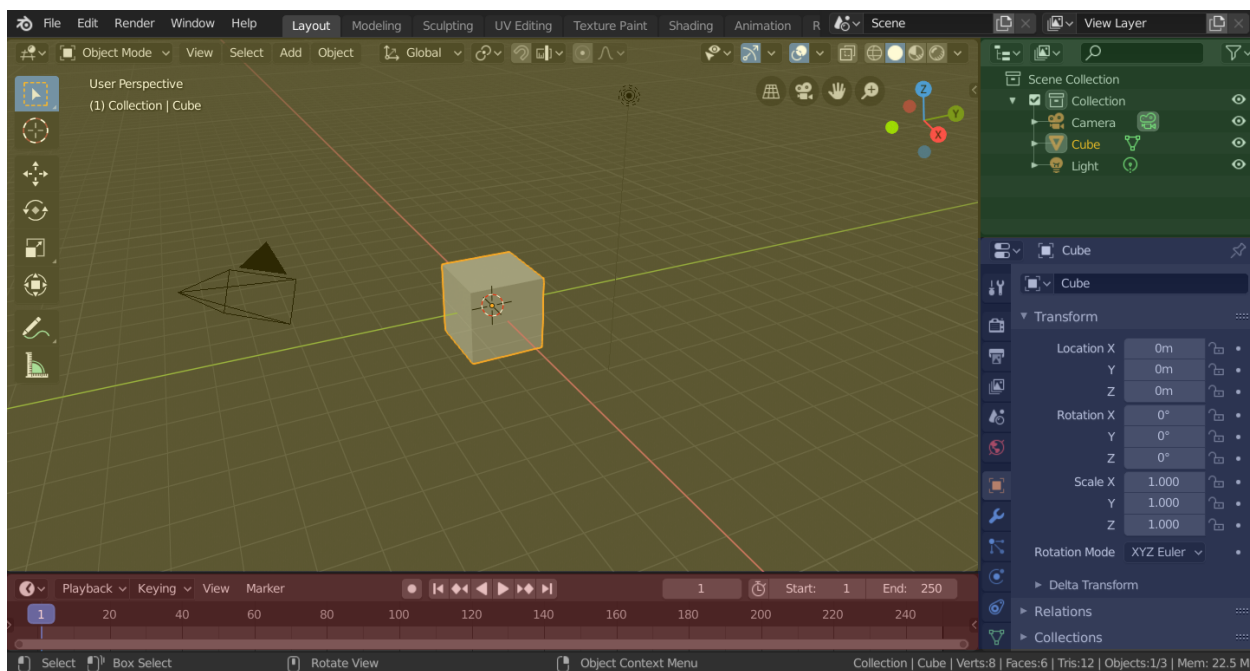 File Edit Render Window Help Layout Modeling Sculpting UV Editing Texture Paint Shading Animation R Scene View Layer
Object Mode View Select Add Object Global
User Perspective
(1) Collection | Cube
Z
Y
X
Scene Collection
Collection
Camera
Cube
Light
Cube
Cube
Transform
Location X 0m
Y 0m
Z 0m
Rotation X 0°
Y 0°
Z 0°
Scale X 1.000
Y 1.000
Z 1.000
Rotation Mode XYZ Euler
Delta Transform
Relations
Collections
Playback Keying View Marker 1 Start: 1 End: 250
1 20 40 60 80 100 120 140 160 180 200 220 240
Select Box Select Rotate View Object Context Menu Collection | Cube | Verts:8 | Faces:6 | Tris:12 | Objects:1/3 | Mem: 22.5 M